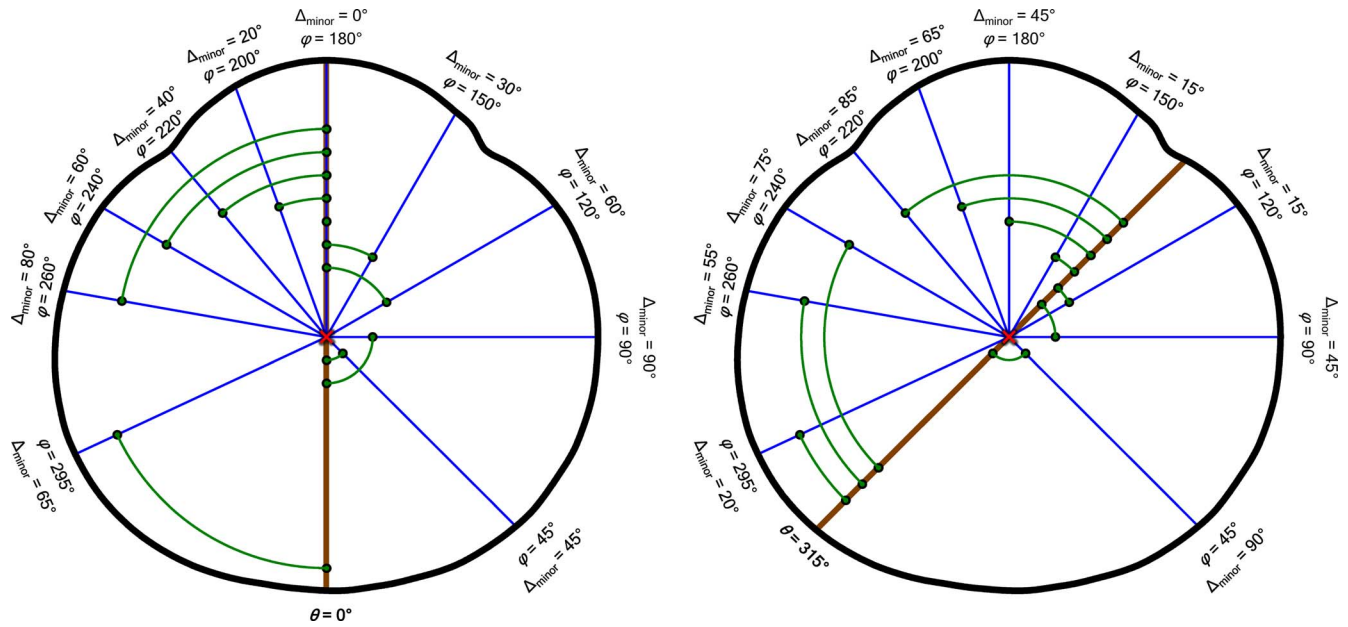 Δminor = 0°
φ = 180°
Δminor = 20°
φ = 200°
Δminor = 30°
φ = 150°
Δminor = 40°
φ = 220°
Δminor = 60°
φ = 240°
Δminor = 60°
φ = 120°
Δminor = 80°
φ = 260°
Δminor = 90°
φ = 90°
φ = 295°
Δminor = 65°
φ = 45°
Δminor = 45°
θ = 0°
Δminor = 45°
φ = 180°
Δminor = 65°
φ = 200°
Δminor = 15°
φ = 150°
Δminor = 85°
φ = 220°
Δminor = 75°
φ = 240°
Δminor = 15°
φ = 120°
Δminor = 55°
φ = 260°
Δminor = 45°
φ = 90°
φ = 295°
Δminor = 20°
θ = 315°
φ = 45°
Δminor = 90°